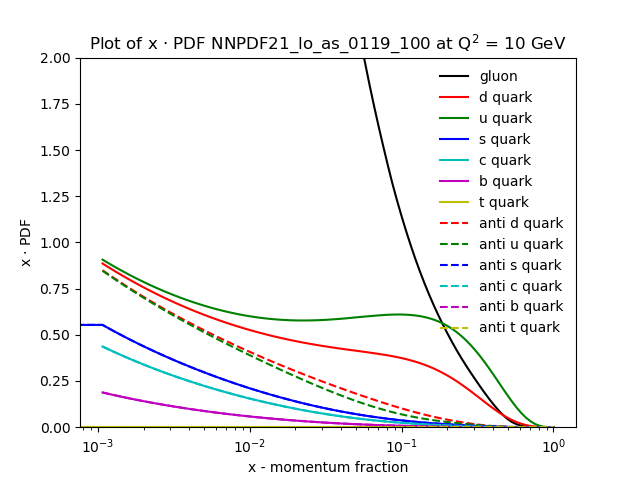 Plot of x · PDF NNPDF21_lo_as_0119_100 at Q² = 10 GeV
2.00
1.75
1.50
1.25
1.00
0.75
0.50
0.25
0.00
x · PDF
gluon
d quark
u quark
s quark
c quark
b quark
t quark
anti d quark
anti u quark
anti s quark
anti c quark
anti b quark
anti t quark
10⁻³ 10⁻² 10⁻¹ 10⁰
x - momentum fraction